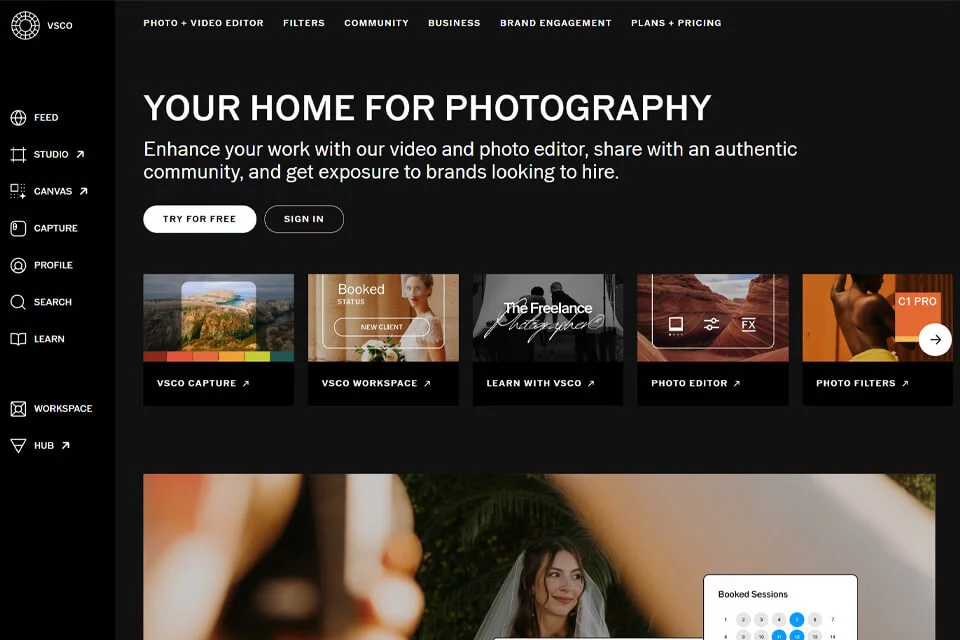 VSCO
PHOTO + VIDEO EDITOR
FILTERS
COMMUNITY
BUSINESS
BRAND ENGAGEMENT
PLANS + PRICING
FEED
STUDIO
CANVAS
CAPTURE
PROFILE
SEARCH
LEARN
WORKSPACE
HUB
YOUR HOME FOR PHOTOGRAPHY
Enhance your work with our video and photo editor, share with an authentic
community, and get exposure to brands looking to hire.
TRY FOR FREE
SIGN IN
Booked
STATUS
NEW CLIENT
The Freelance
Photographer
FX
C1 PRO
VSCO CAPTURE
VSCO WORKSPACE
LEARN WITH VSCO
PHOTO EDITOR
PHOTO FILTERS
Booked Sessions
1 2 3 4 5 6 7
8 9 10 11 12 13 14